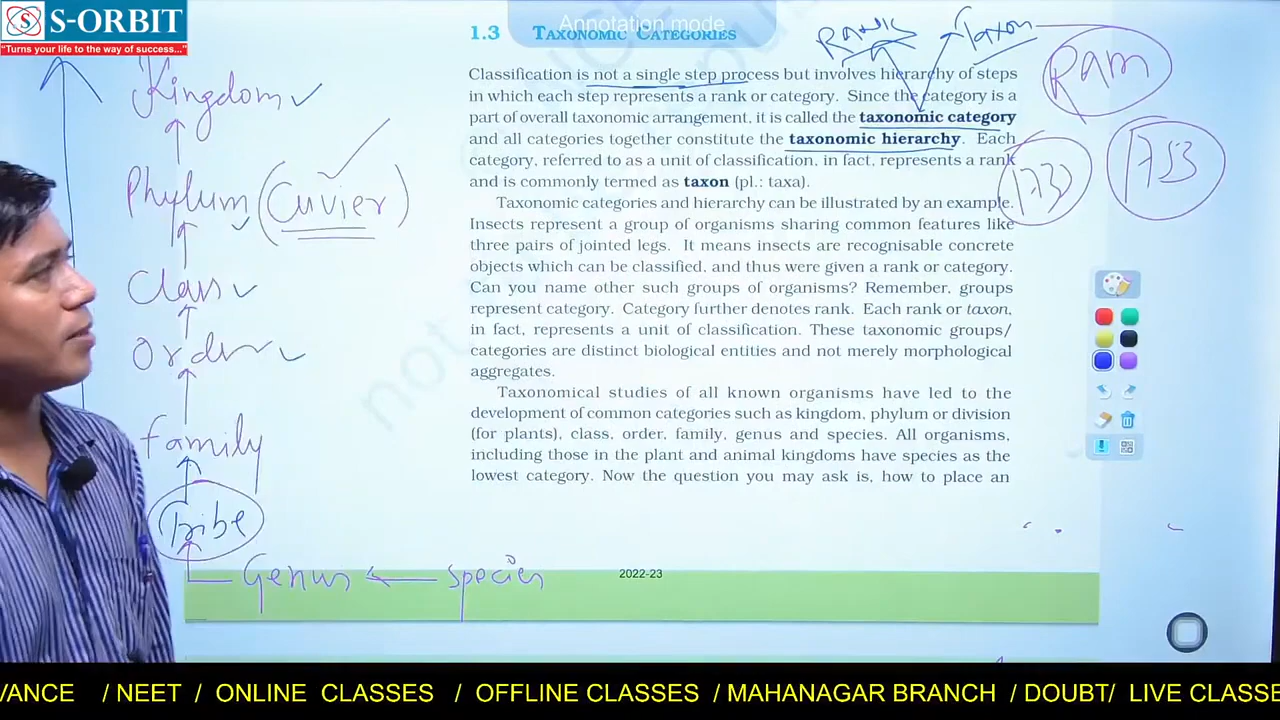 S-ORBIT
"Turns your life to the way of success..."
Annotation mode
1.3 TAXONOMIC CATEGORIES
RANK
Taxon
Ram
1753
Classification is not a single step process but involves hierarchy of steps
in which each step represents a rank or category. Since the category is a
part of overall taxonomic arrangement, it is called the taxonomic category
and all categories together constitute the taxonomic hierarchy. Each
category, referred to as a unit of classification, in fact, represents a rank
and is commonly termed as taxon (pl.: taxa).
Taxonomic categories and hierarchy can be illustrated by an example.
Insects represent a group of organisms sharing common features like
three pairs of jointed legs. It means insects are recognisable concrete
objects which can be classified, and thus were given a rank or category.
Can you name other such groups of organisms? Remember, groups
represent category. Category further denotes rank. Each rank or taxon,
in fact, represents a unit of classification. These taxonomic groups/
categories are distinct biological entities and not merely morphological
aggregates.
Taxonomical studies of all known organisms have led to the
development of common categories such as kingdom, phylum or division
(for plants), class, order, family, genus and species. All organisms,
including those in the plant and animal kingdoms have species as the
lowest category. Now the question you may ask is, how to place an
2022-23
Kingdom
Phylum (Cuvier)
Class
Order
family
Tribe
Genus species
VANCE / NEET / ONLINE CLASSES / OFFLINE CLASSES / MAHANAGAR BRANCH / DOUBT/ LIVE CLASSE